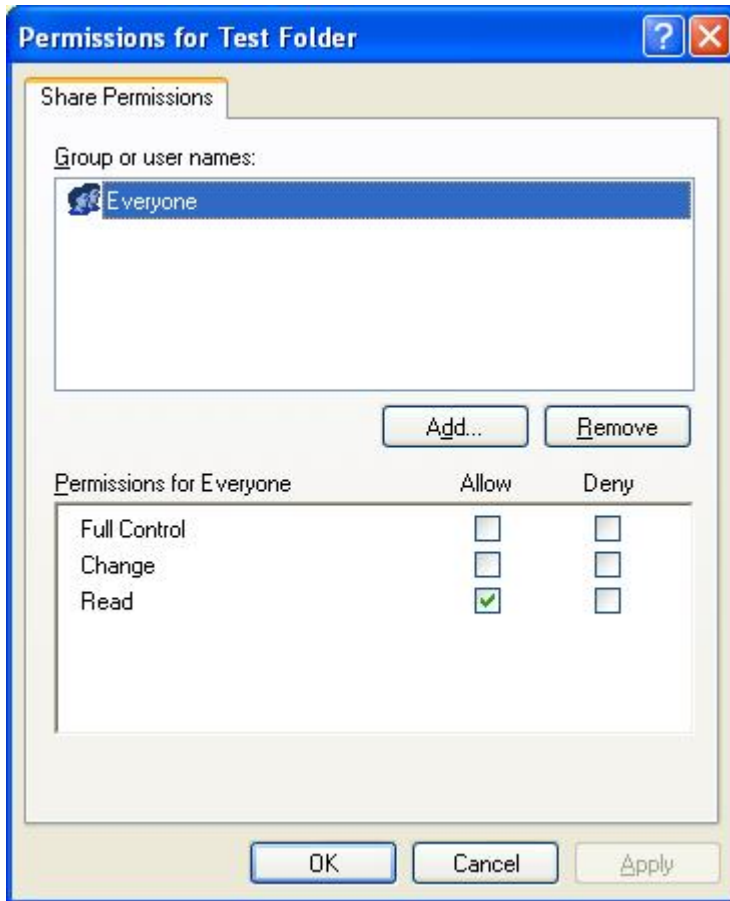 Permissions for Test Folder
Share Permissions
Group or user names:
Everyone
Add... Remove
Permissions for Everyone Allow Deny
Full Control
Change
Read
OK Cancel Apply